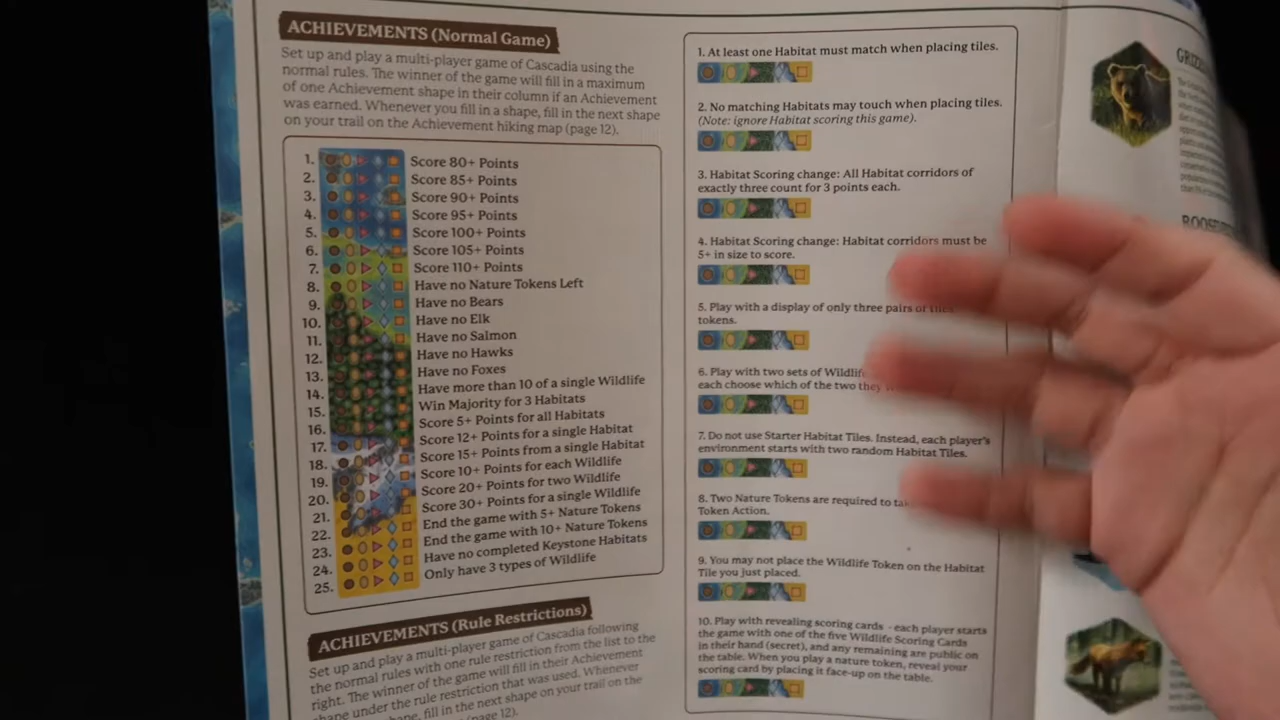 ACHIEVEMENTS (Normal Game)
Set up and play a multi-player game of Cascadia using the
normal rules. The winner of the game will fill in a maximum
of one Achievement shape in their column if an Achievement
was earned. Whenever you fill in a shape, fill in the next shape
on your trail on the Achievement hiking map (page 12).
1. Score 80+ Points
2. Score 85+ Points
3. Score 90+ Points
4. Score 95+ Points
5. Score 100+ Points
6. Score 105+ Points
7. Score 110+ Points
8. Have no Nature Tokens Left
9. Have no Bears
10. Have no Elk
11. Have no Salmon
12. Have no Hawks
13. Have no Foxes
14. Have more than 10 of a single Wildlife
15. Win Majority for 3 Habitats
16. Score 5+ Points for all Habitats
17. Score 12+ Points for a single Habitat
18. Score 15+ Points from a single Habitat
19. Score 10+ Points for each Wildlife
20. Score 20+ Points for two Wildlife
21. Score 30+ Points for a single Wildlife
22. End the game with 5+ Nature Tokens
23. End the game with 10+ Nature Tokens
24. Have no completed Keystone Habitats
25. Only have 3 types of Wildlife
ACHIEVEMENTS (Rule Restrictions)
Set up and play a multi-player game of Cascadia following
the normal rules with one rule restriction from the list to the
right. The winner of the game will fill in their Achievement
shape under the rule restriction that was used. Whenever
fill in the next shape on your trail on the
(page 12).
1. At least one Habitat must match when placing tiles.
2. No matching Habitats may touch when placing tiles.
(Note: ignore Habitat scoring this game).
3. Habitat Scoring change: All Habitat corridors of
exactly three count for 3 points each.
4. Habitat Scoring change: Habitat corridors must be
5+ in size to score.
5. Play with a display of only three pairs of
tokens.
6. Play with two sets of
each choose which of the two they
7. Do not use Starter Habitat Tiles. Instead, each player's
environment starts with two random Habitat Tiles.
8. Two Nature Tokens are required to
Token Action.
9. You may not place the Wildlife Token on the Habitat
Tile you just placed.
10. Play with revealing scoring cards - each player starts
the game with one of the five Wildlife Scoring Cards
in their hand (secret), and any remaining are public on
the table. When you play a nature token, reveal your
scoring card by placing it face-up on the table.